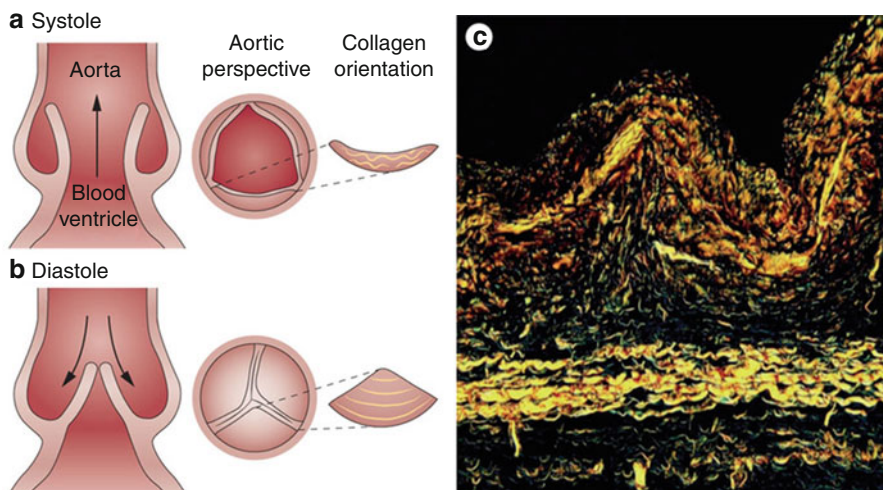 a Systole
Aortic
perspective
Collagen
orientation
Aorta
Blood
ventricle
b Diastole
c